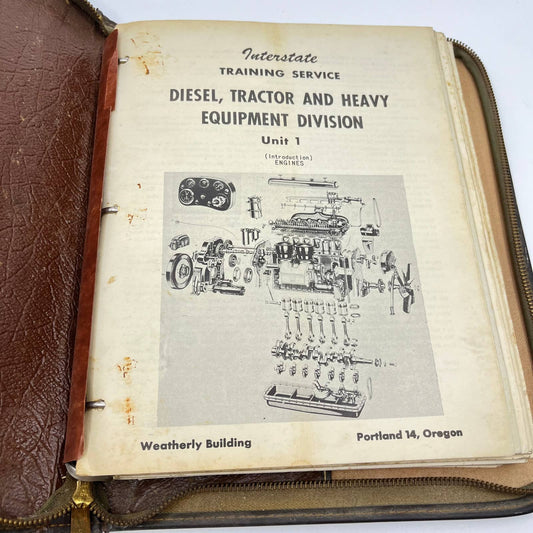 Interstate
TRAINING SERVICE
DIESEL, TRACTOR AND HEAVY
EQUIPMENT DIVISION
Unit 1
(Introduction)
ENGINES
Weatherly Building
Portland 14, Oregon